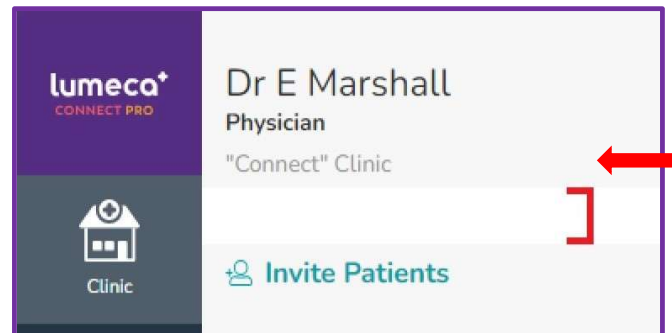 lumeca+
CONNECT PRO
Dr E Marshall
Physician
"Connect" Clinic
Clinic
Invite Patients